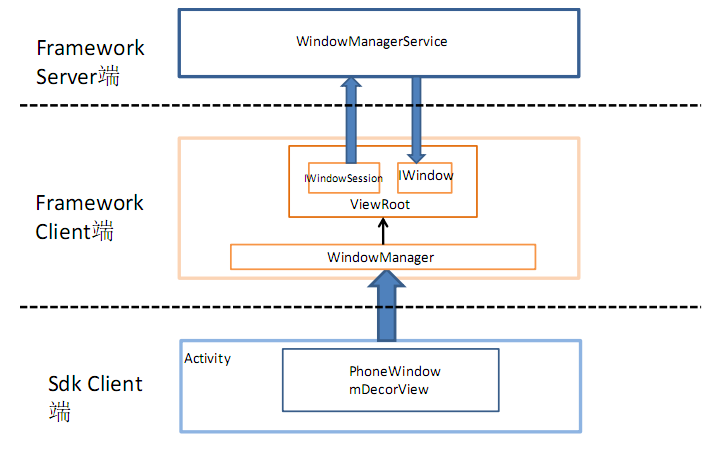 Framework
Server端
WindowManagerService
Framework
Client端
IWindowSession
IWindow
ViewRoot
WindowManager
Sdk Client
端
Activity
PhoneWindow
mDecorView